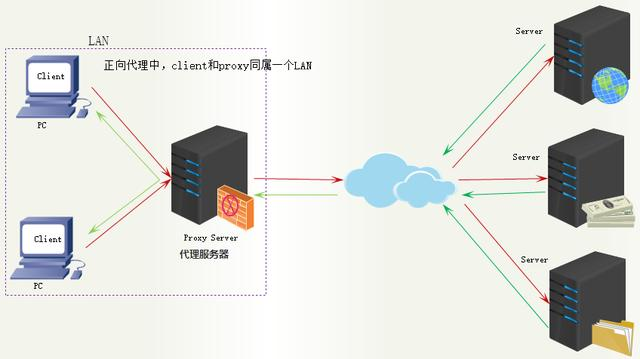 LAN
正向代理中，client和proxy同属一个LAN
Client
PC
Client
PC
Proxy Server
代理服务器
Server
Server
Server